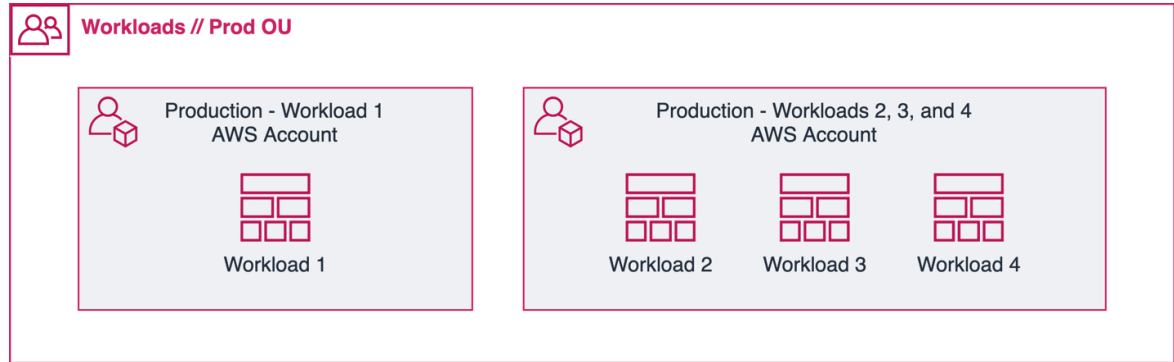 Workloads // Prod OU
Production - Workload 1
AWS Account
Workload 1
Production - Workloads 2, 3, and 4
AWS Account
Workload 2
Workload 3
Workload 4